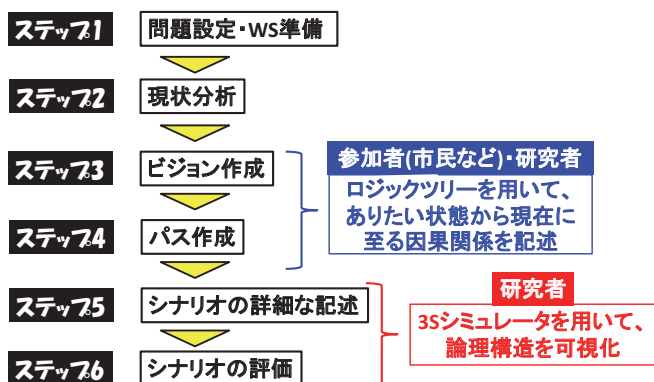 ステップ1
問題設定・WS準備
ステップ2
現状分析
ステップ3
ビジョン作成
参加者(市民など)・研究者
ロジックツリーを用いて、
ありたい状態から現在に
至る因果関係を記述
ステップ4
パス作成
ステップ5
シナリオの詳細な記述
研究者
3Sシミュレータを用いて、
論理構造を可視化
ステップ6
シナリオの評価